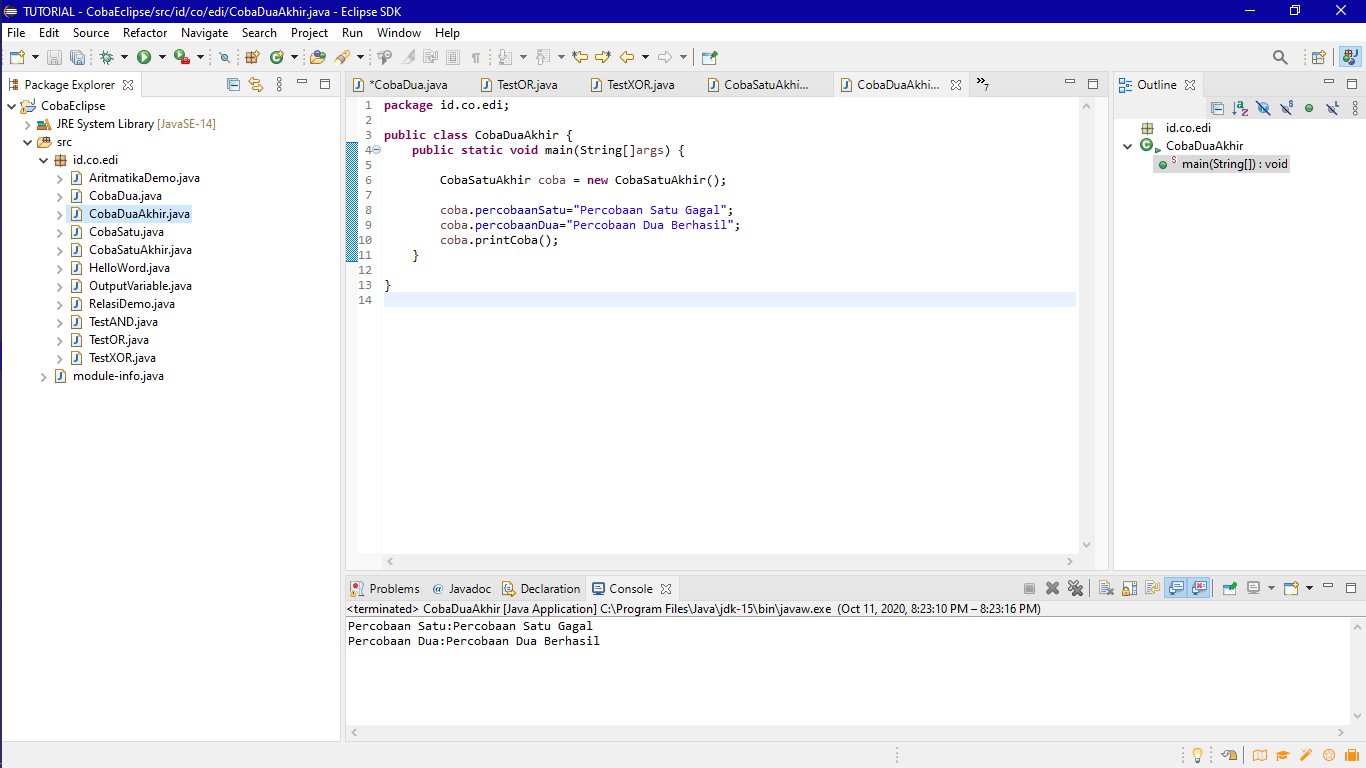 TUTORIAL - CobaEclipse/src/id/co/edi/CobaDuaAkhir.java - Eclipse SDK
File Edit Source Refactor Navigate Search Project Run Window Help
Package Explorer
CobaEclipse
JRE System Library [JavaSE-14]
src
id.co.edi
AritmatikaDemo.java
CobaDua.java
CobaDuaAkhir.java
CobaSatu.java
CobaSatuAkhir.java
HelloWord.java
OutputVariable.java
RelasiDemo.java
TestAND.java
TestOR.java
TestXOR.java
module-info.java
*CobaDua.java TestOR.java TestXOR.java CobaSatuAkhi... CobaDuaAkhi... »7
1 package id.co.edi;
2
3 public class CobaDuaAkhir {
4 public static void main(String[]args) {
5
6 CobaSatuAkhir coba = new CobaSatuAkhir();
7
8 coba.percobaanSatu="Percobaan Satu Gagal";
9 coba.percobaanDua="Percobaan Dua Berhasil";
10 coba.printCoba();
11 }
12
13 }
14
Outline
id.co.edi
CobaDuaAkhir
main(String[]) : void
Problems @ Javadoc Declaration Console
<terminated> CobaDuaAkhir [Java Application] C:\Program Files\Java\jdk-15\bin\javaw.exe (Oct 11, 2020, 8:23:10 PM – 8:23:16 PM)
Percobaan Satu:Percobaan Satu Gagal
Percobaan Dua:Percobaan Dua Berhasil